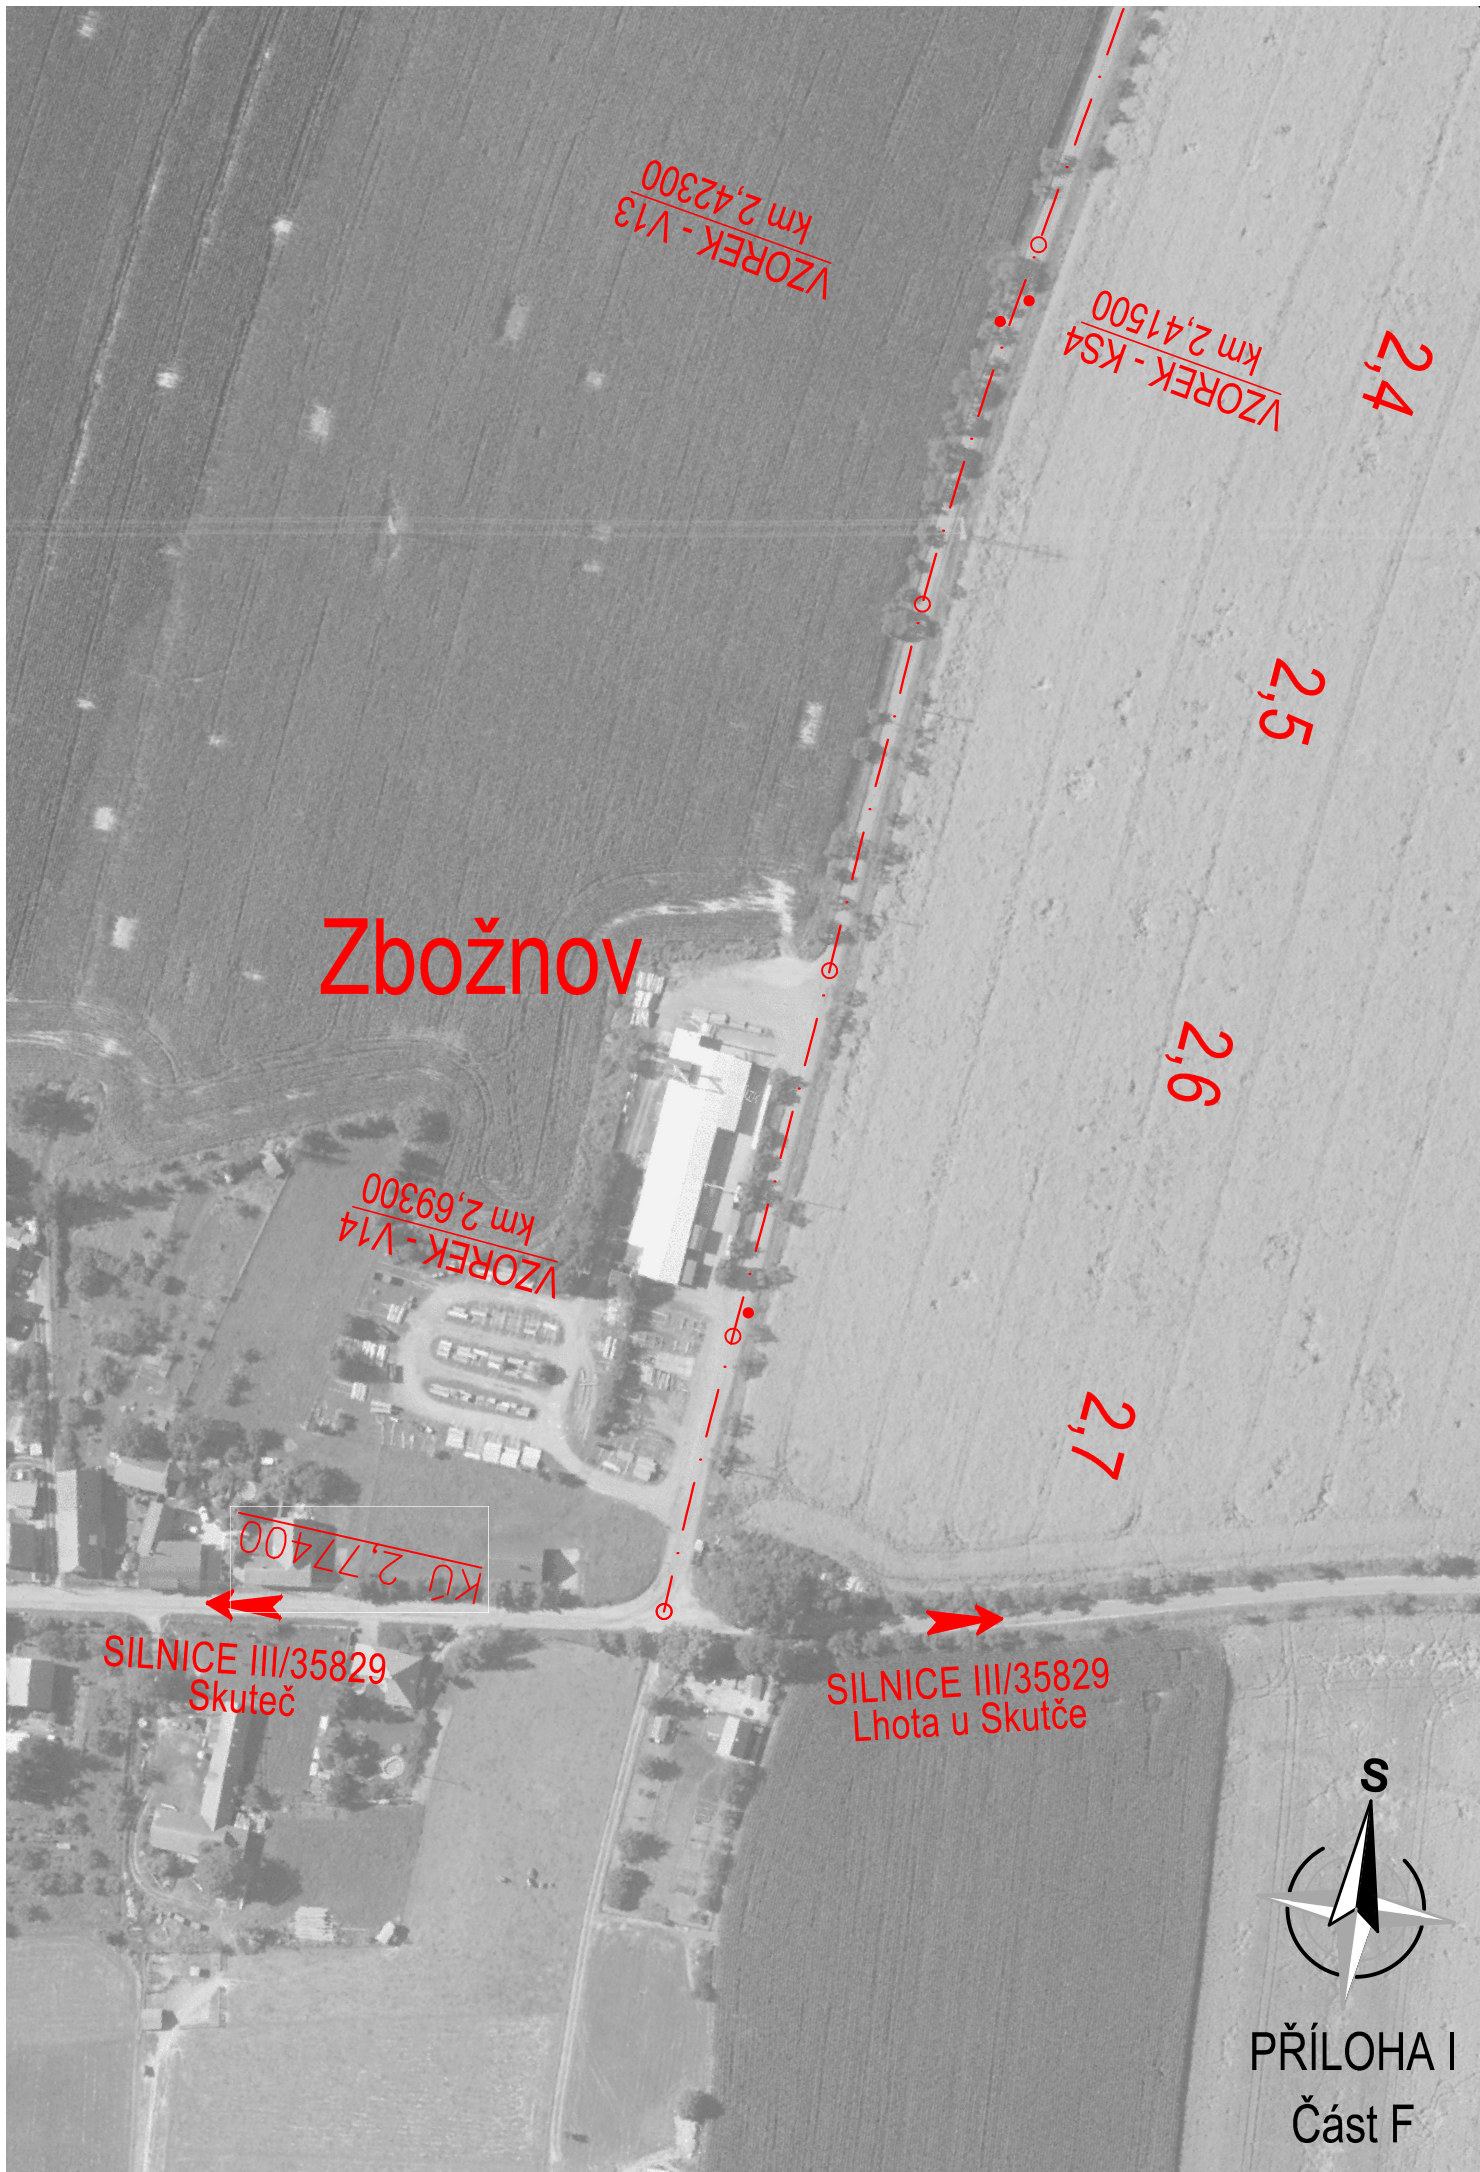 VZOREK - V13
km 2,42300
VZOREK - KS4
km 2,41500
2,4
2,5
Zbožnov
2,6
VZOREK - V14
km 2,69300
2,7
KÚ 2,77400
SILNICE III/35829
Skuteč
SILNICE III/35829
Lhota u Skutče
S
PŘÍLOHA I
Část F